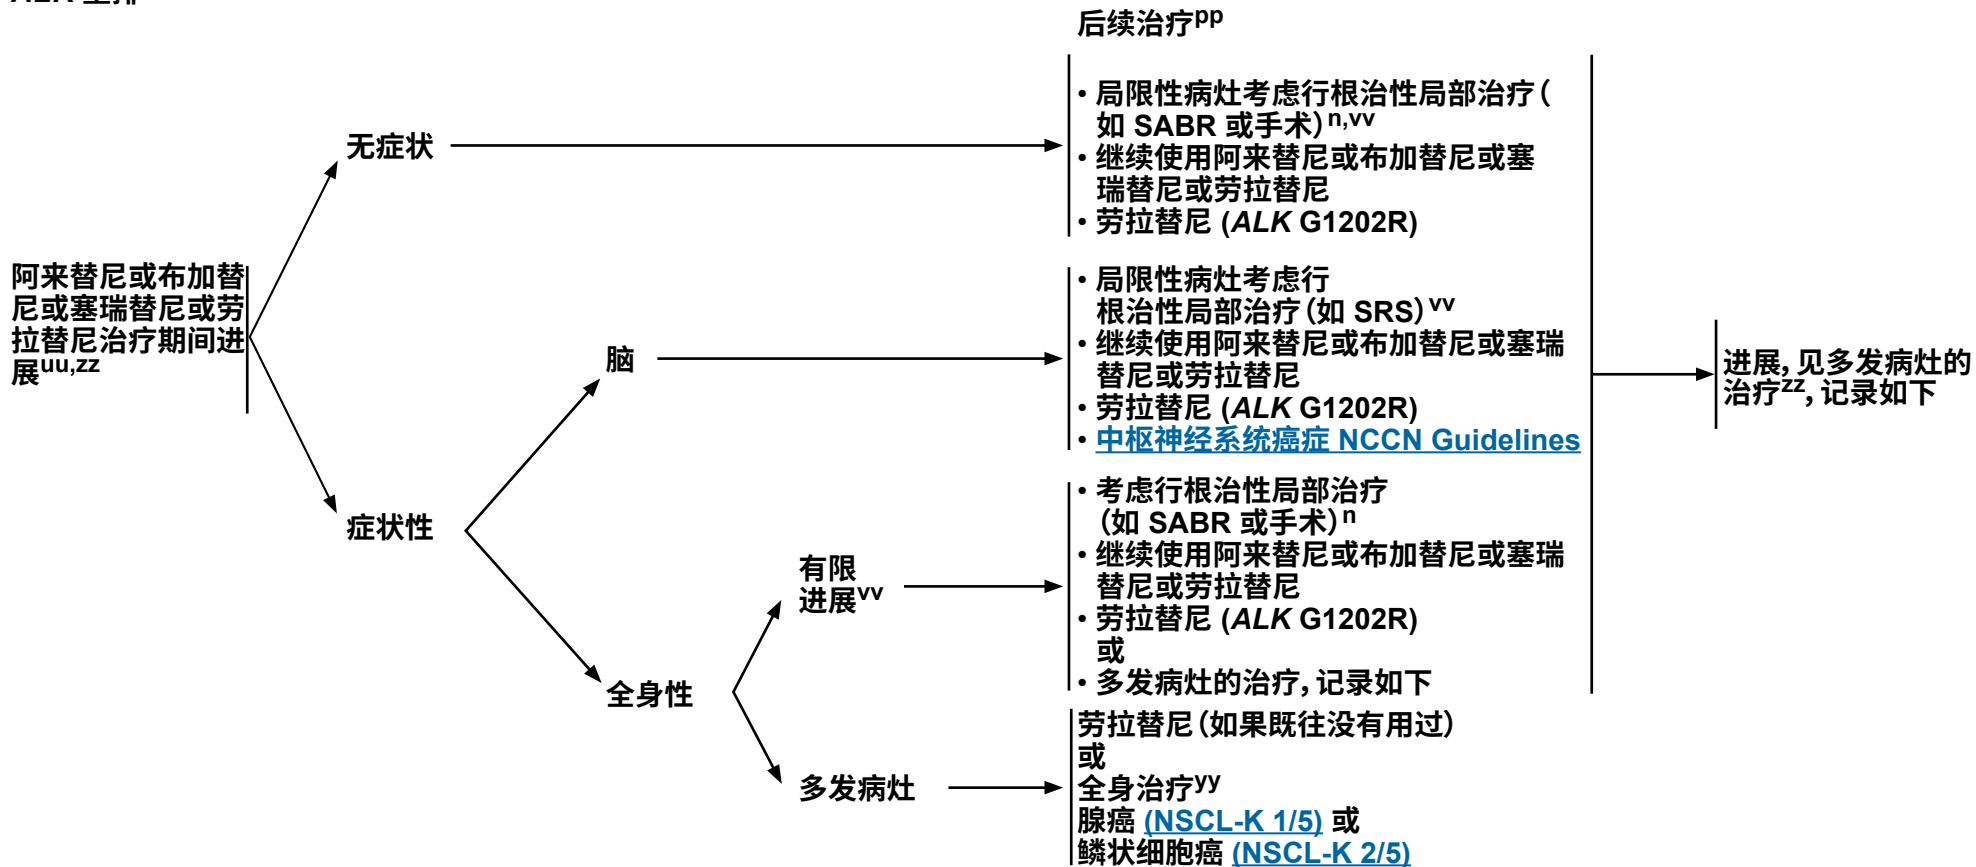 后续治疗pp
• 局限性病灶考虑行根治性局部治疗(
如 SABR 或手术)n,vv
• 继续使用阿来替尼或布加替尼或塞
瑞替尼或劳拉替尼
• 劳拉替尼 (ALK G1202R)
无症状
阿来替尼或布加替
尼或塞瑞替尼或劳
拉替尼治疗期间进
展uu,zz
• 局限性病灶考虑行
根治性局部治疗(如 SRS)vv
• 继续使用阿来替尼或布加替尼或塞瑞
替尼或劳拉替尼
• 劳拉替尼 (ALK G1202R)
• 中枢神经系统癌症 NCCN Guidelines
脑
进展,见多发病灶的
治疗zz,记录如下
症状性
• 考虑行根治性局部治疗
(如 SABR 或手术)n
• 继续使用阿来替尼或布加替尼或塞瑞
替尼或劳拉替尼
• 劳拉替尼 (ALK G1202R)
或
• 多发病灶的治疗,记录如下
有限
进展vv
全身性
多发病灶
劳拉替尼(如果既往没有用过)
或
全身治疗yy
腺癌 (NSCL-K 1/5) 或
鳞状细胞癌 (NSCL-K 2/5)